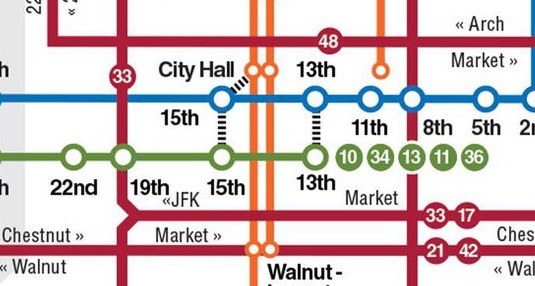 22
«
48
« Arch
Market »
33
City Hall
13th
h
15th
11th
8th
5th
2n
10 34 13 11 36
h
22nd
19th
15th
13th
«JFK
Market
33 17
Chestnut »
Market »
Ches
21 42
« Walnut
« Wal
Walnut -